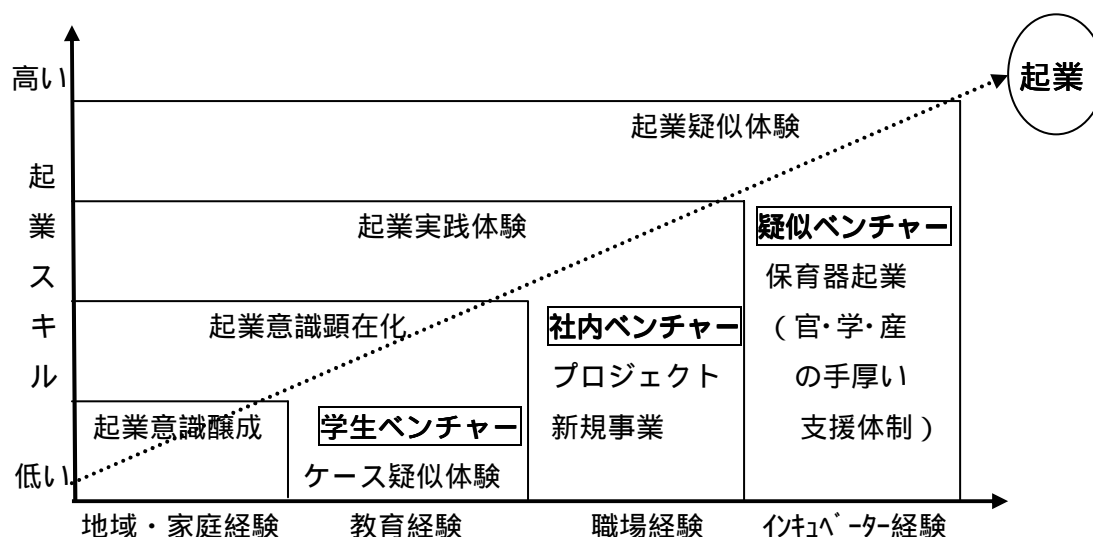 高い
起業
起業疑似体験
起業スキル
起業実践体験
疑似ベンチャー
保育器起業
(官・学・産
の手厚い
支援体制)
起業意識顕在化
社内ベンチャー
プロジェクト
新規事業
起業意識醸成
学生ベンチャー
ケース疑似体験
低い
地域・家庭経験
教育経験
職場経験
ｲﾝｷｭﾍﾞｰﾀｰ経験